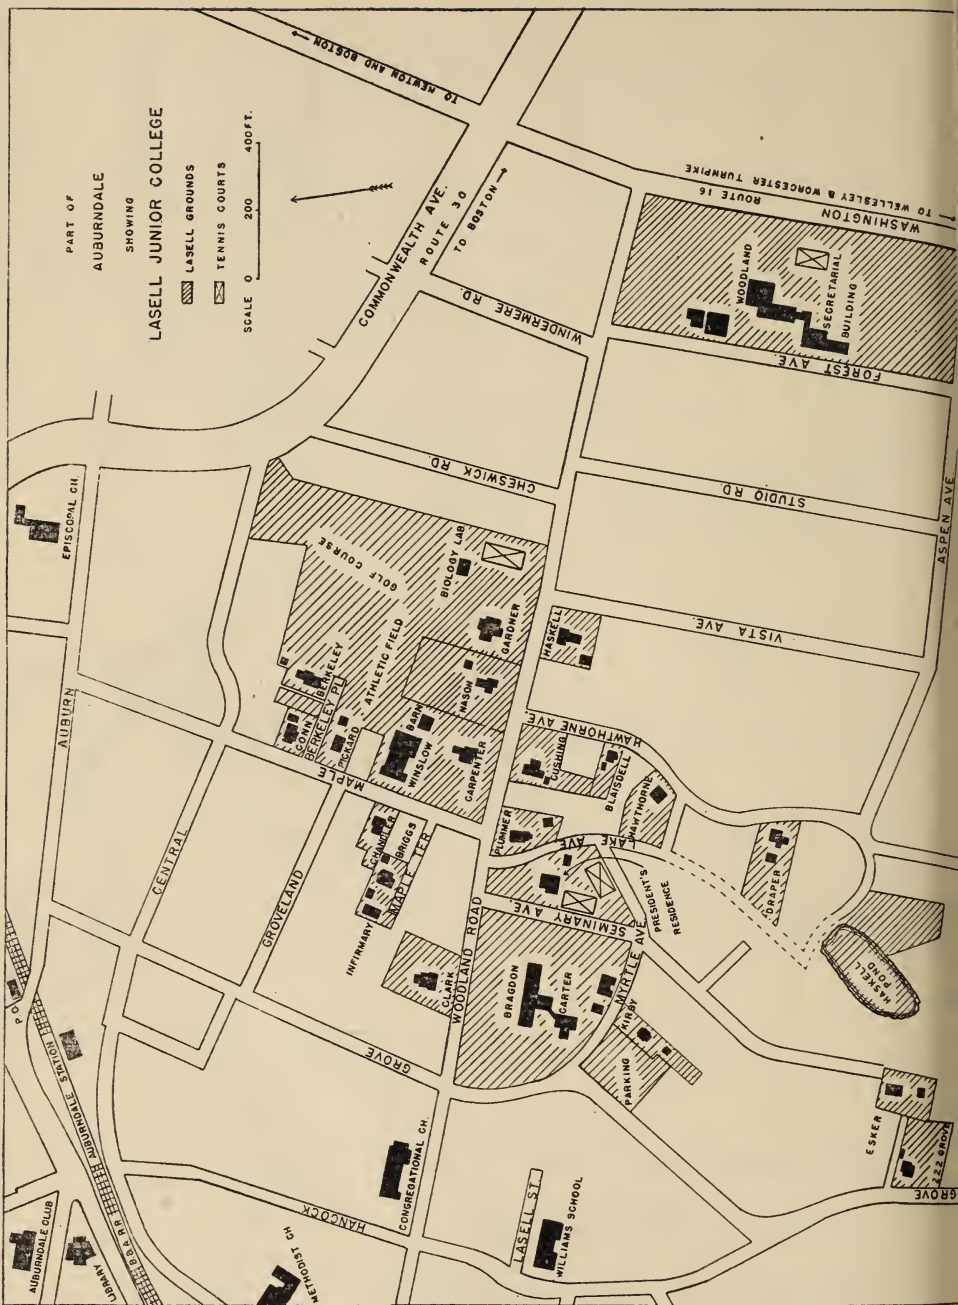 PART OF
AUBURNDALE
SHOWING
LASELL JUNIOR COLLEGE
LASELL GROUNDS
TENNIS COURTS
SCALE 0 200 400 FT.
TO NEWTON AND BOSTON
COMMONWEALTH AVE.
ROUTE 30
TO BOSTON
TO WELLESLEY & WORCESTER TURNPIKE
ROUTE 16
WASHINGTON
WINDERMERE RD.
WOODLAND
SECRETARIAL
BUILDING
FOREST AVE.
CHESWICK RD.
STUDIO RD
ASPEN AVE.
VISTA AVE.
EPISCOPAL CH.
GOLF COURSE
BIOLOGY LAB
ATHLETIC FIELD
GARDNER
HASKELL
BERKELEY
BERKELEY PL.
CONN
PICKARD
NASON
BARN
WINSLOW
CARPENTER
MAPLE
AUBURN
CENTRAL
GROVELAND
CHANDLER
BRIGGS
MAPLE TER
INFIRMARY
CLARK
WOODLAND ROAD
HAWTHORNE AVE
CUSHING
BLAISDELL
HAWTHORNE
PLUMMER
LAKE AVE
PRESIDENT'S
RESIDENCE
SEMINARY AVE.
DRAPER
HASKELL
POND
BRAGDON
CARTER
MYRTLE AVE
KIRBY
PARKING
GROVE
P.O.
AUBURNDALE STATION
B.&A.R.R.
AUBURNDALE CLUB
LIBRARY
METHODIST CH
HANCOCK
CONGREGATIONAL CH.
LASELL ST.
WILLIAMS SCHOOL
ESKER
222 GROVE
GROVE